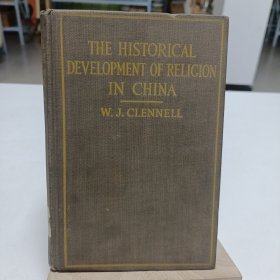 THE HISTORICAL
DEVELOPMENT OF RELIGION
IN CHINA
W. J. CLENNELL